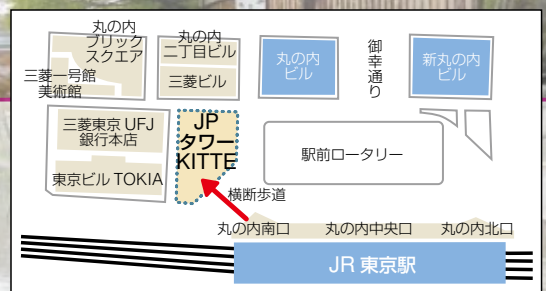 丸の内
ブリック
スクエア
丸の内
二丁目ビル
丸の内
ビル
御幸通り
新丸の内
ビル
三菱一号館
美術館
三菱ビル
三菱東京 UFJ
銀行本店
JP
タワー
KITTE
駅前ロータリー
東京ビル TOKIA
横断歩道
丸の内南口
丸の内中央口
丸の内北口
JR 東京駅